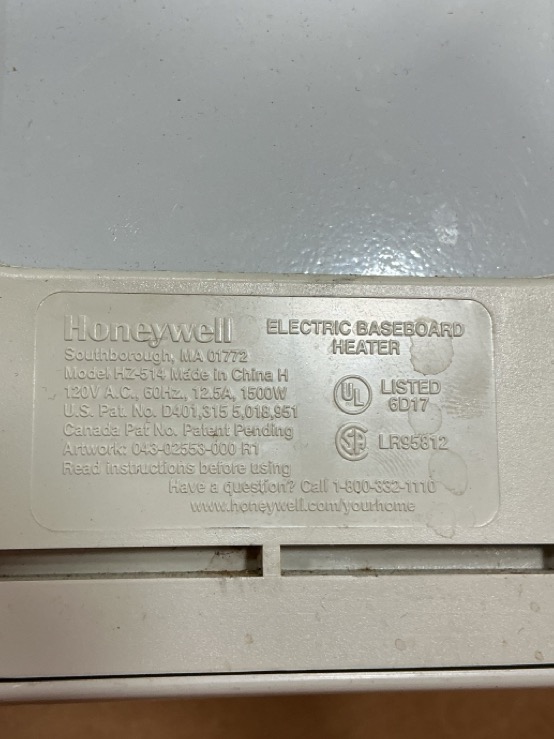 Honeywell
Southborough, MA 01772
Model HZ-514 Made in China H
120V A.C., 60Hz., 12.5A, 1500W
U.S. Pat. No. D401,315 5,018,951
Canada Pat No. Patent Pending
Artwork: 043-02553-000 R1
Read instructions before using
ELECTRIC BASEBOARD
HEATER
UL
LISTED
6D17
SA
LR95812
Have a question? Call 1-800-332-1110
www.honeywell.com/yourhome